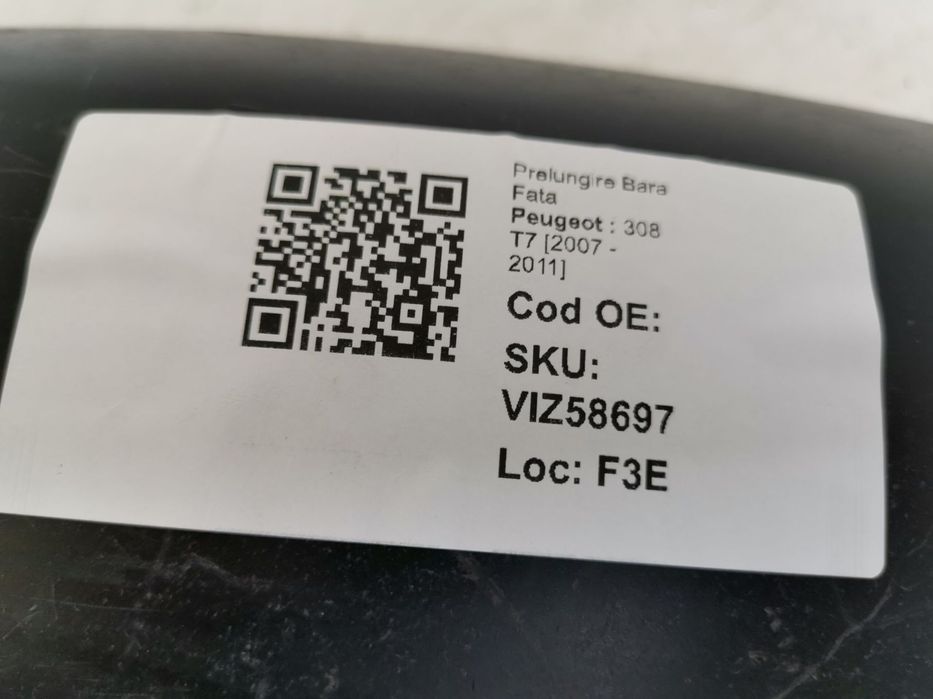 Prelungire Bara
Fata
Peugeot : 308
T7 [2007 -
2011]
Cod OE:
SKU:
VIZ58697
Loc: F3E